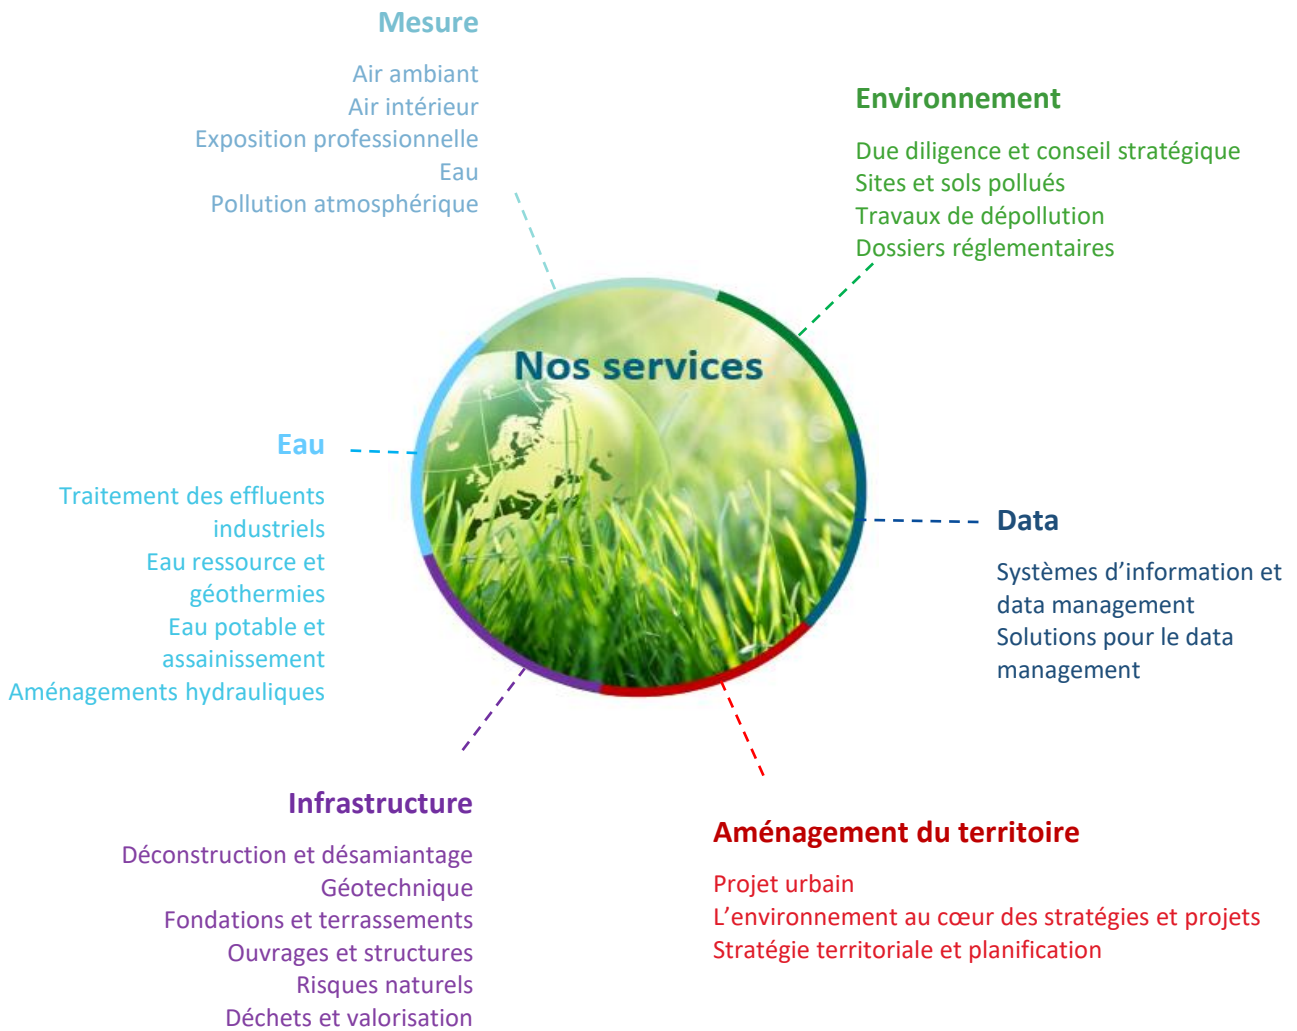 Mesure
Air ambiant
Air intérieur
Exposition professionnelle
Eau
Pollution atmosphérique
Environnement
Due diligence et conseil stratégique
Sites et sols pollués
Travaux de dépollution
Dossiers réglementaires
Nos services
Eau
Traitement des effluents
industriels
Eau ressource et
géothermies
Eau potable et
assainissement
Aménagements hydrauliques
Data
Systèmes d’information et
data management
Solutions pour le data
management
Infrastructure
Déconstruction et désamiantage
Géotechnique
Fondations et terrassements
Ouvrages et structures
Risques naturels
Déchets et valorisation
Aménagement du territoire
Projet urbain
L’environnement au cœur des stratégies et projets
Stratégie territoriale et planification